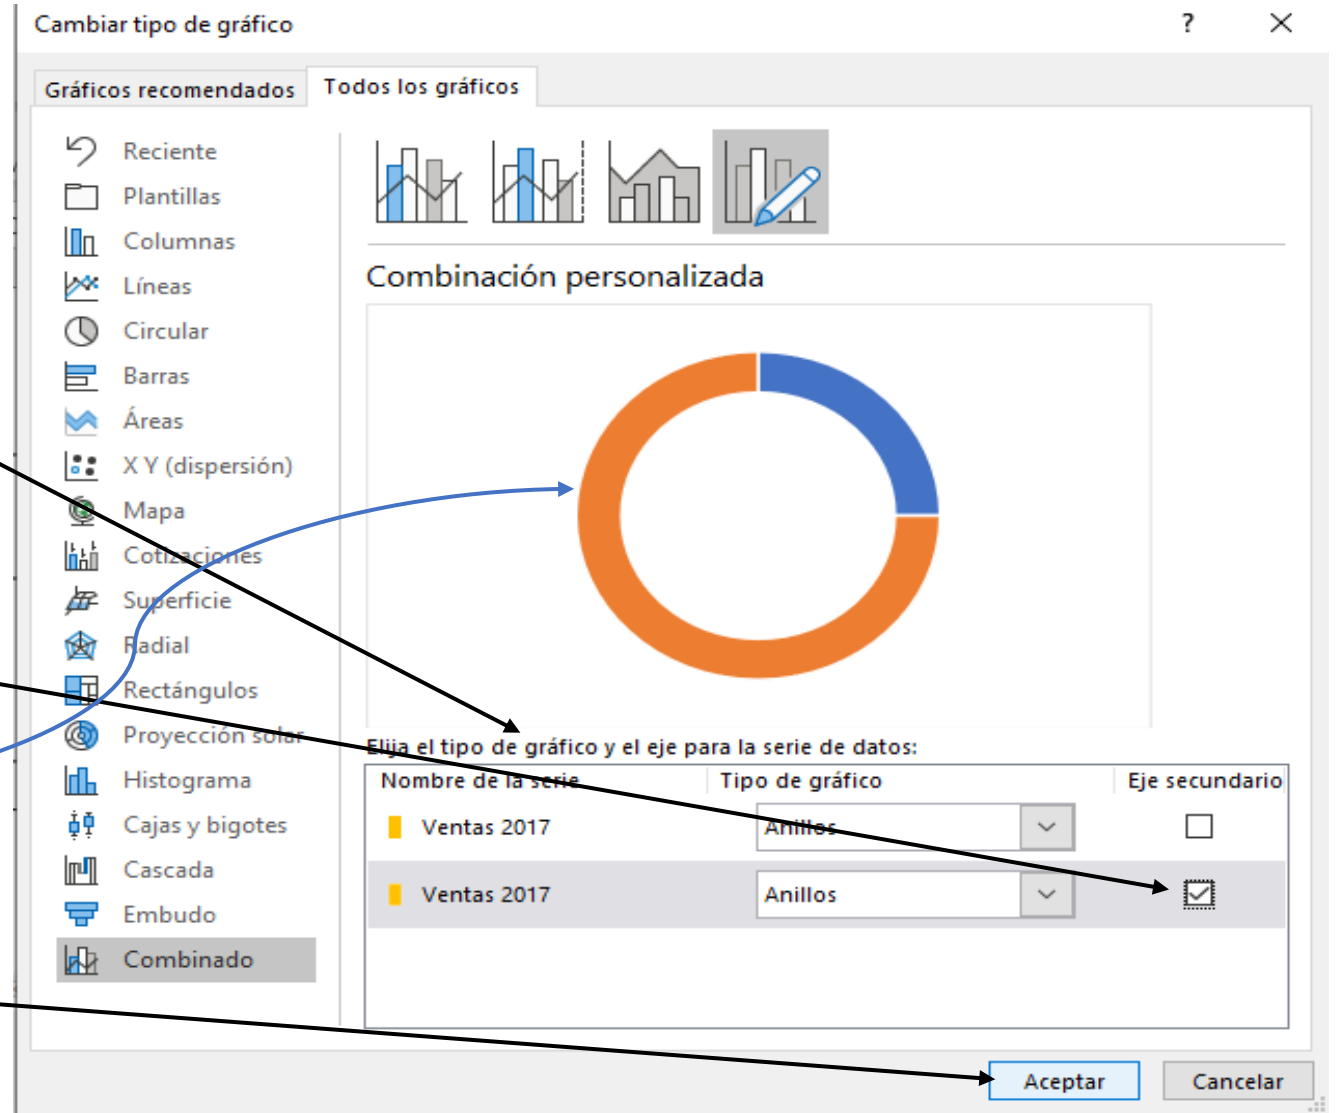 Cambiar tipo de gráfico
?
Gráficos recomendados
Todos los gráficos
Reciente
Plantillas
Columnas
Líneas
Circular
Barras
Áreas
X Y (dispersión)
Mapa
Cotizaciones
Superficie
Radial
Rectángulos
Proyección solar
Histograma
Cajas y bigotes
Cascada
Embudo
Combinado
Combinación personalizada
Elija el tipo de gráfico y el eje para la serie de datos:
Nombre de la serie Tipo de gráfico Eje secundario
Ventas 2017 Anillos
Ventas 2017 Anillos
Aceptar Cancelar